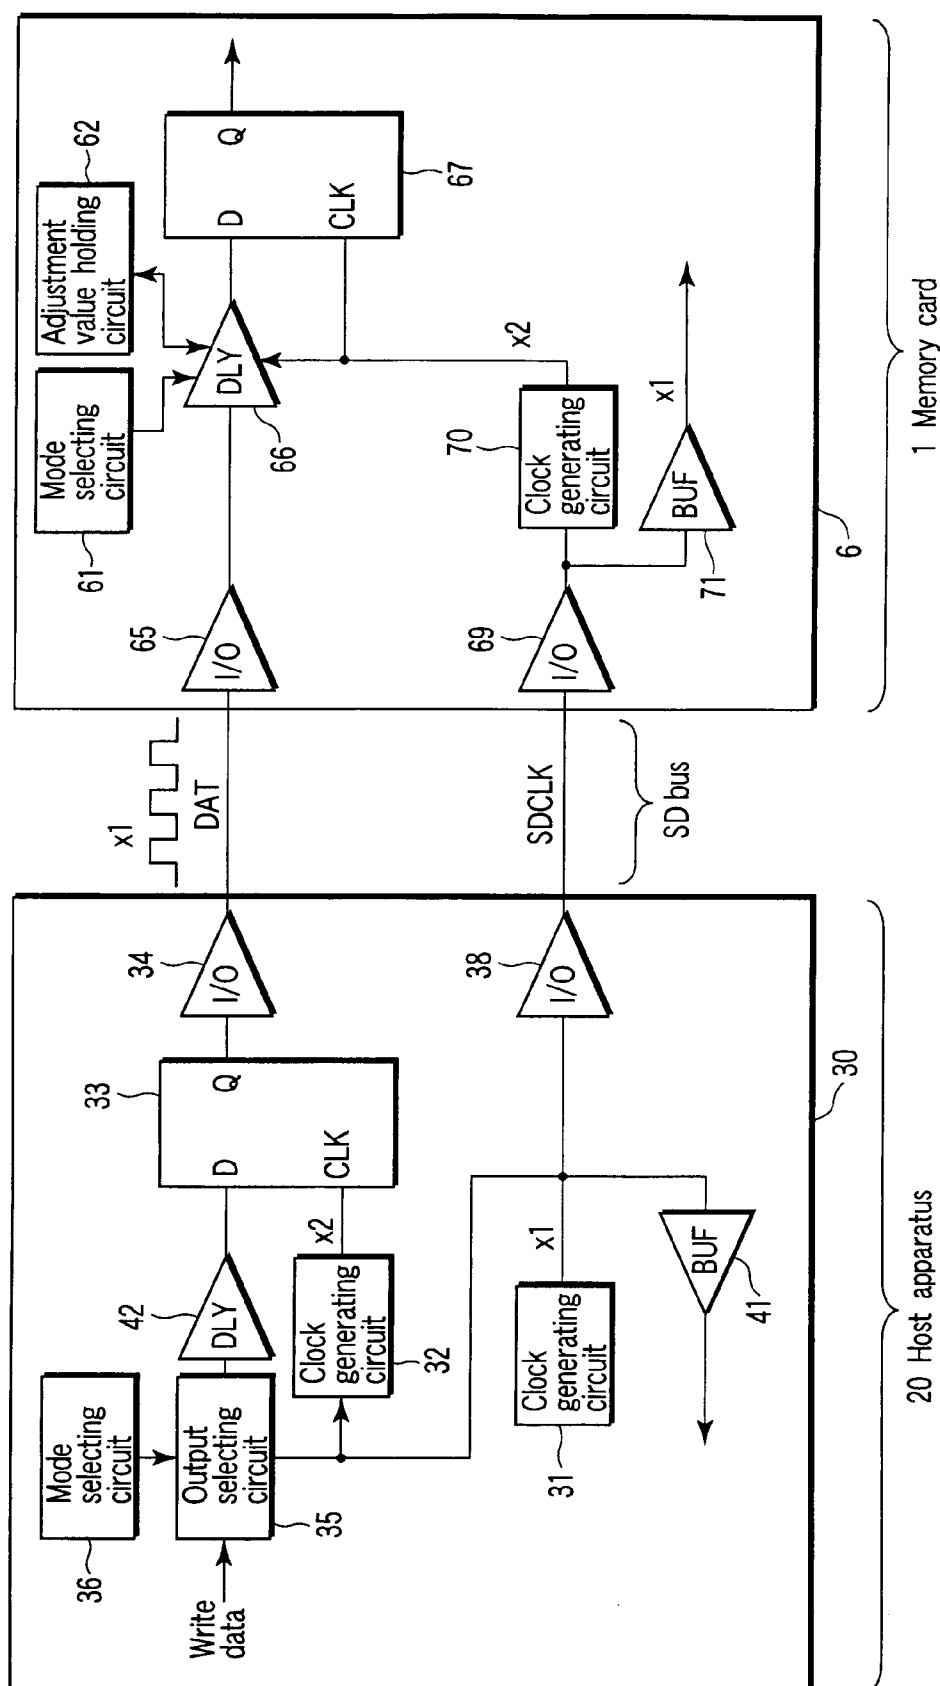 36
Mode
selecting
circuit
Write
data
Output
selecting
circuit
35
42
DLY
Clock
generating
circuit
32
x2
33
D
Q
CLK
34
I/O
31
Clock
generating
circuit
x1
BUF
41
38
I/O
30
20 Host apparatus
x1
DAT
SDCLK
SD bus
61
Mode
selecting
circuit
Adjustment
value holding
circuit
62
65
I/O
DLY
66
D
Q
CLK
67
69
I/O
70
Clock
generating
circuit
x2
BUF
71
x1
6
1 Memory card